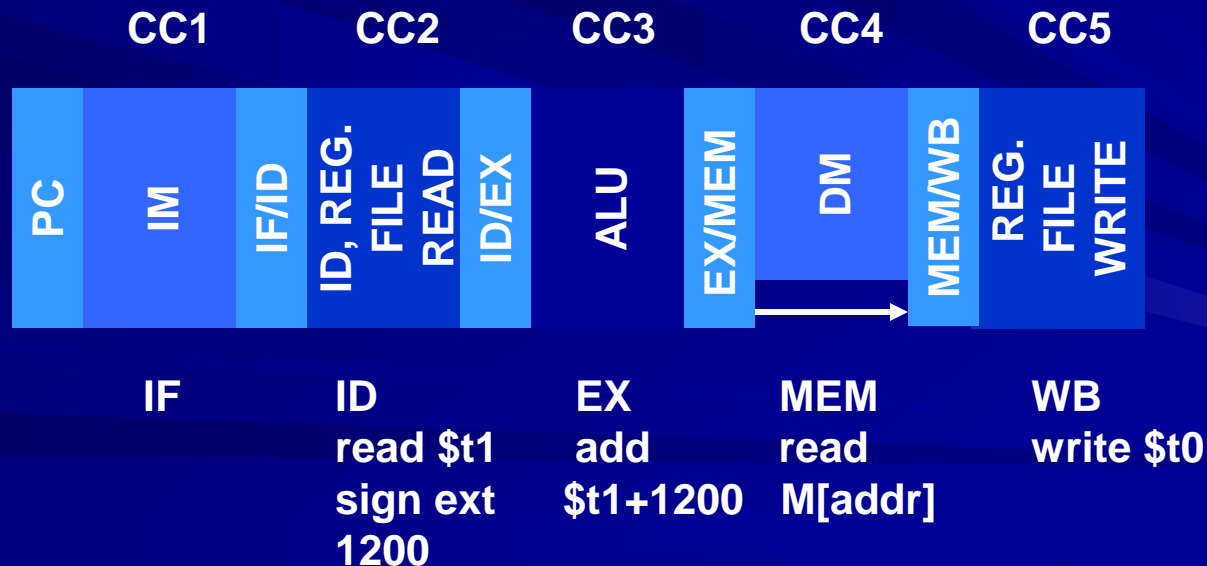 CC1 CC2 CC3 CC4 CC5
PC
IM
IF/ID
ID, REG.
FILE
READ
ID/EX
ALU
EX/MEM
DM
MEM/WB
REG.
FILE
WRITE
IF ID EX MEM WB
read $t1 add read write $t0
sign ext $t1+1200 M[addr]
1200